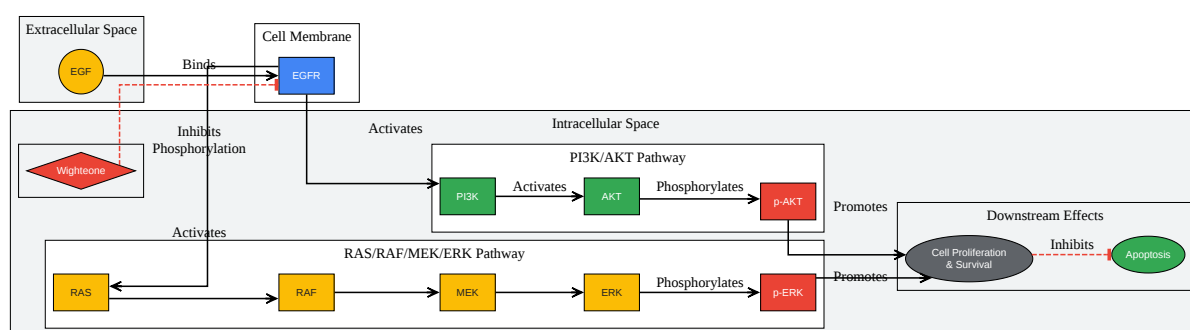 Extracellular Space
Cell Membrane
EGF
Binds
EGFR
Inhibits
Phosphorylation
Activates
Intracellular Space
Wighteone
PI3K/AKT Pathway
PI3K
Activates
AKT
Phosphorylates
p-AKT
Promotes
Downstream Effects
Activates
RAS/RAF/MEK/ERK Pathway
Cell Proliferation
& Survival
Inhibits
Apoptosis
RAS
RAF
MEK
ERK
Phosphorylates
p-ERK
Promotes